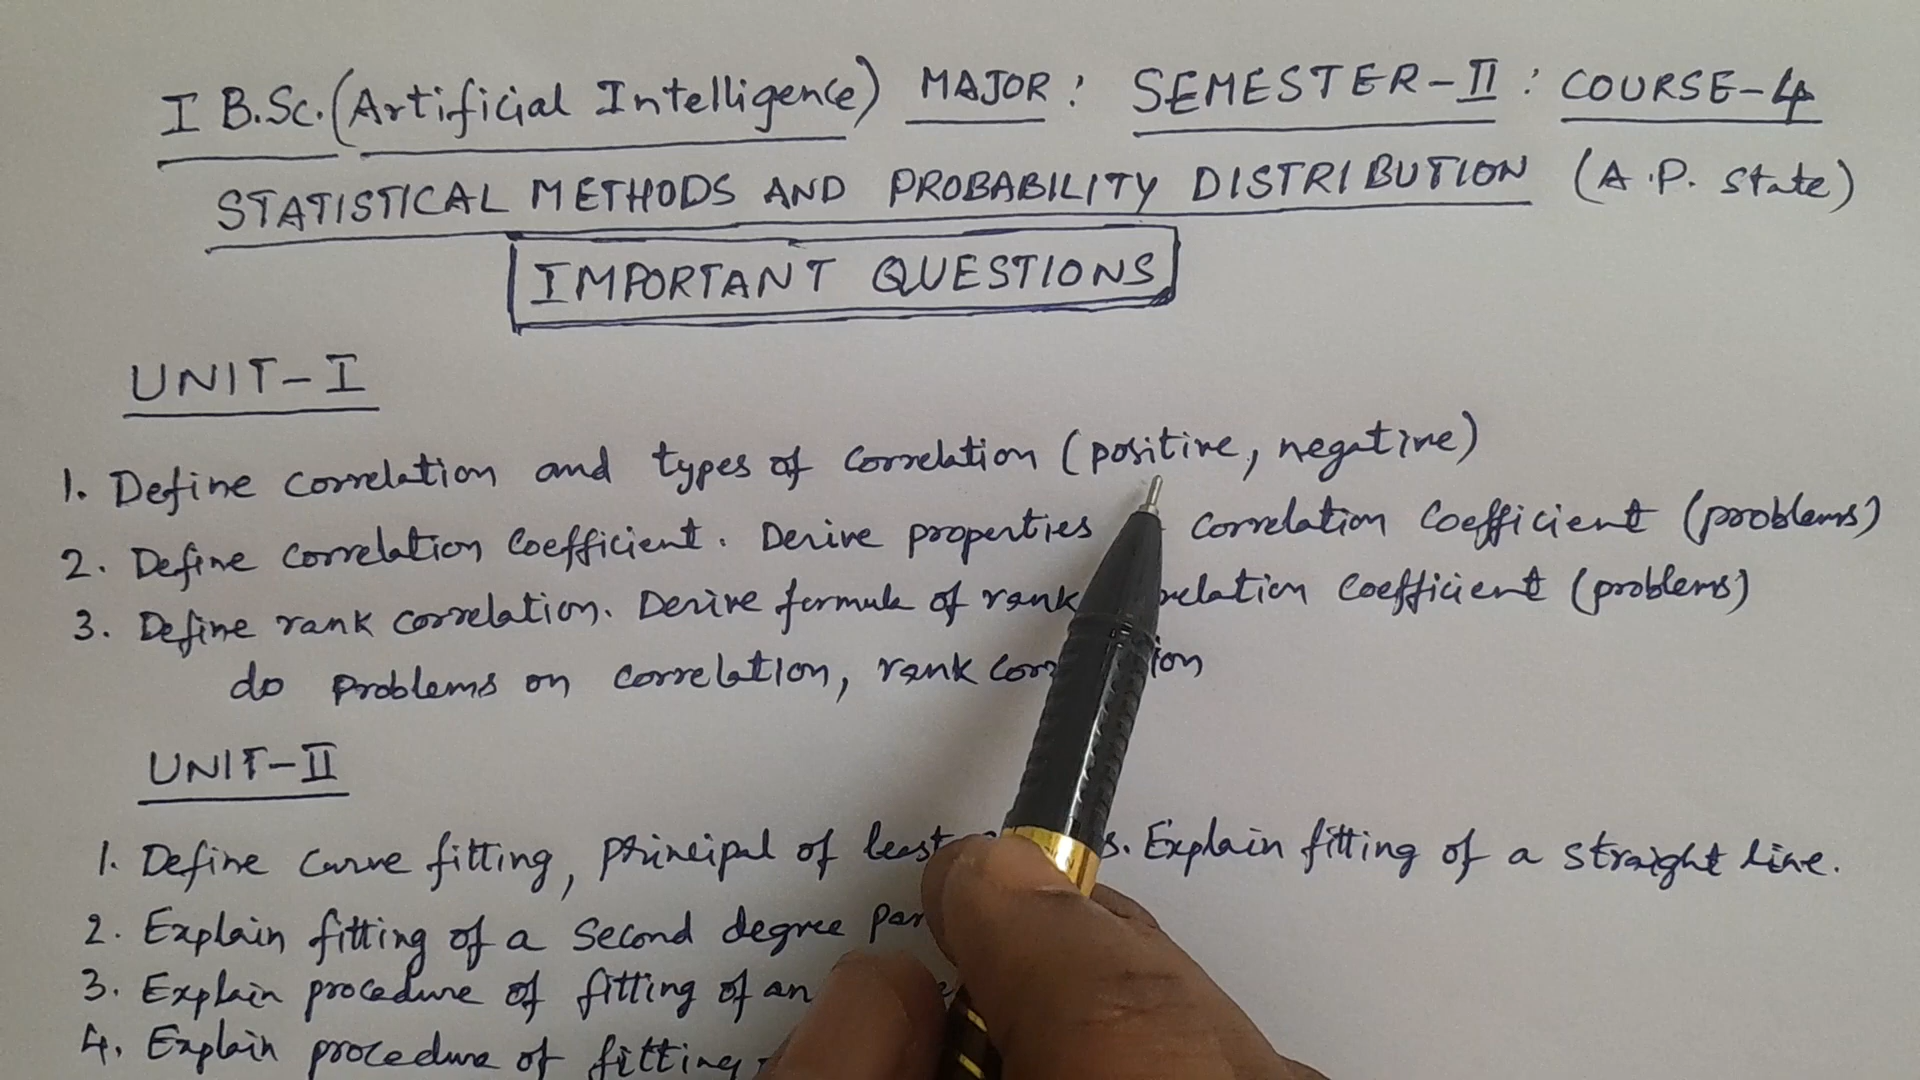 I B.Sc. (Artificial Intelligence) MAJOR : SEMESTER-II : COURSE-4
STATISTICAL METHODS AND PROBABILITY DISTRIBUTION (A.P. State)
IMPORTANT QUESTIONS
UNIT-I
1. Define correlation and types of correlation (positive, negative)
2. Define correlation coefficient. Derive properties correlation coefficient (problems)
3. Define rank correlation. Derive formula of rank coefficient (problems)
do problems on correlation, rank
UNIT-II
1. Define curve fitting, principal of least Explain fitting of a straight line.
2. Explain fitting of a second degree
3. Explain procedure of fitting of an
4. Explain procedure of fitting